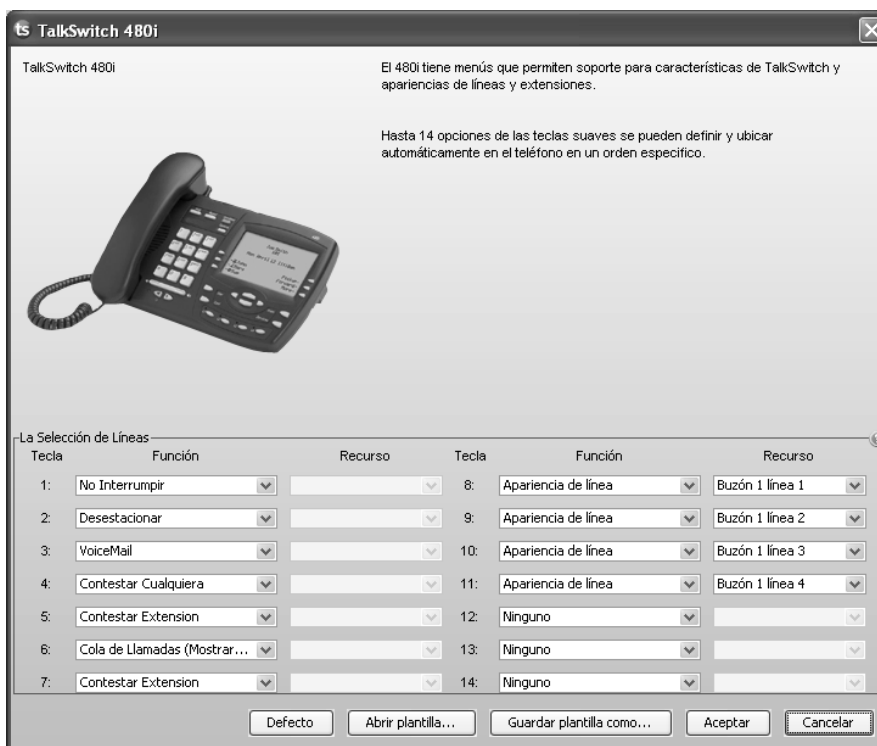 ts TalkSwitch 480i
TalkSwitch 480i
El 480i tiene menús que permiten soporte para características de TalkSwitch y
apariencias de líneas y extensiones.
Hasta 14 opciones de las teclas suaves se pueden definir y ubicar
automáticamente en el teléfono en un orden especifico.
La Selección de Líneas
Tecla Función Recurso Tecla Función Recurso
1: No Interrumpir 8: Apariencia de línea Buzón 1 línea 1
2: Desestacionar 9: Apariencia de línea Buzón 1 línea 2
3: VoiceMail 10: Apariencia de línea Buzón 1 línea 3
4: Contestar Cualquiera 11: Apariencia de línea Buzón 1 línea 4
5: Contestar Extension 12: Ninguno
6: Cola de Llamadas (Mostrar... 13: Ninguno
7: Contestar Extension 14: Ninguno
Defecto Abrir plantilla... Guardar plantilla como... Aceptar Cancelar